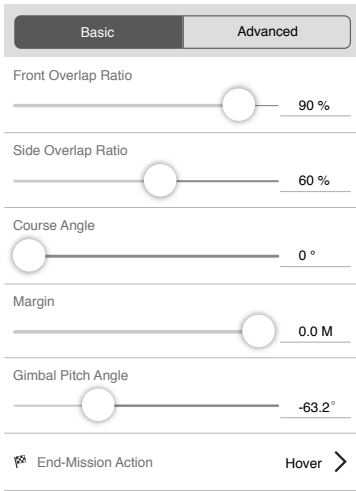 Basic Advanced
Front Overlap Ratio
90 %
Side Overlap Ratio
60 %
Course Angle
0 °
Margin
0.0 M
Gimbal Pitch Angle
-63.2°
End-Mission Action Hover